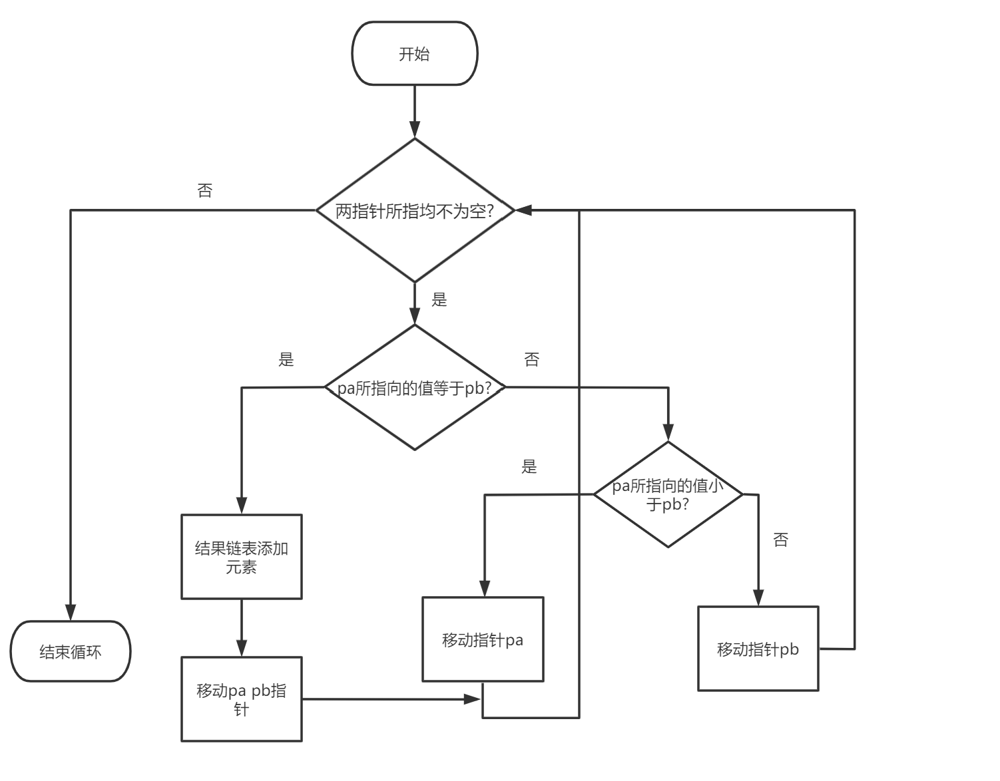 开始
否
两指针所指均不为空?
是
是
否
pa所指向的值等于pb?
是
pa所指向的值小
于pb?
否
结果链表添加
元素
移动指针pa
移动指针pb
结束循环
移动pa pb指
针